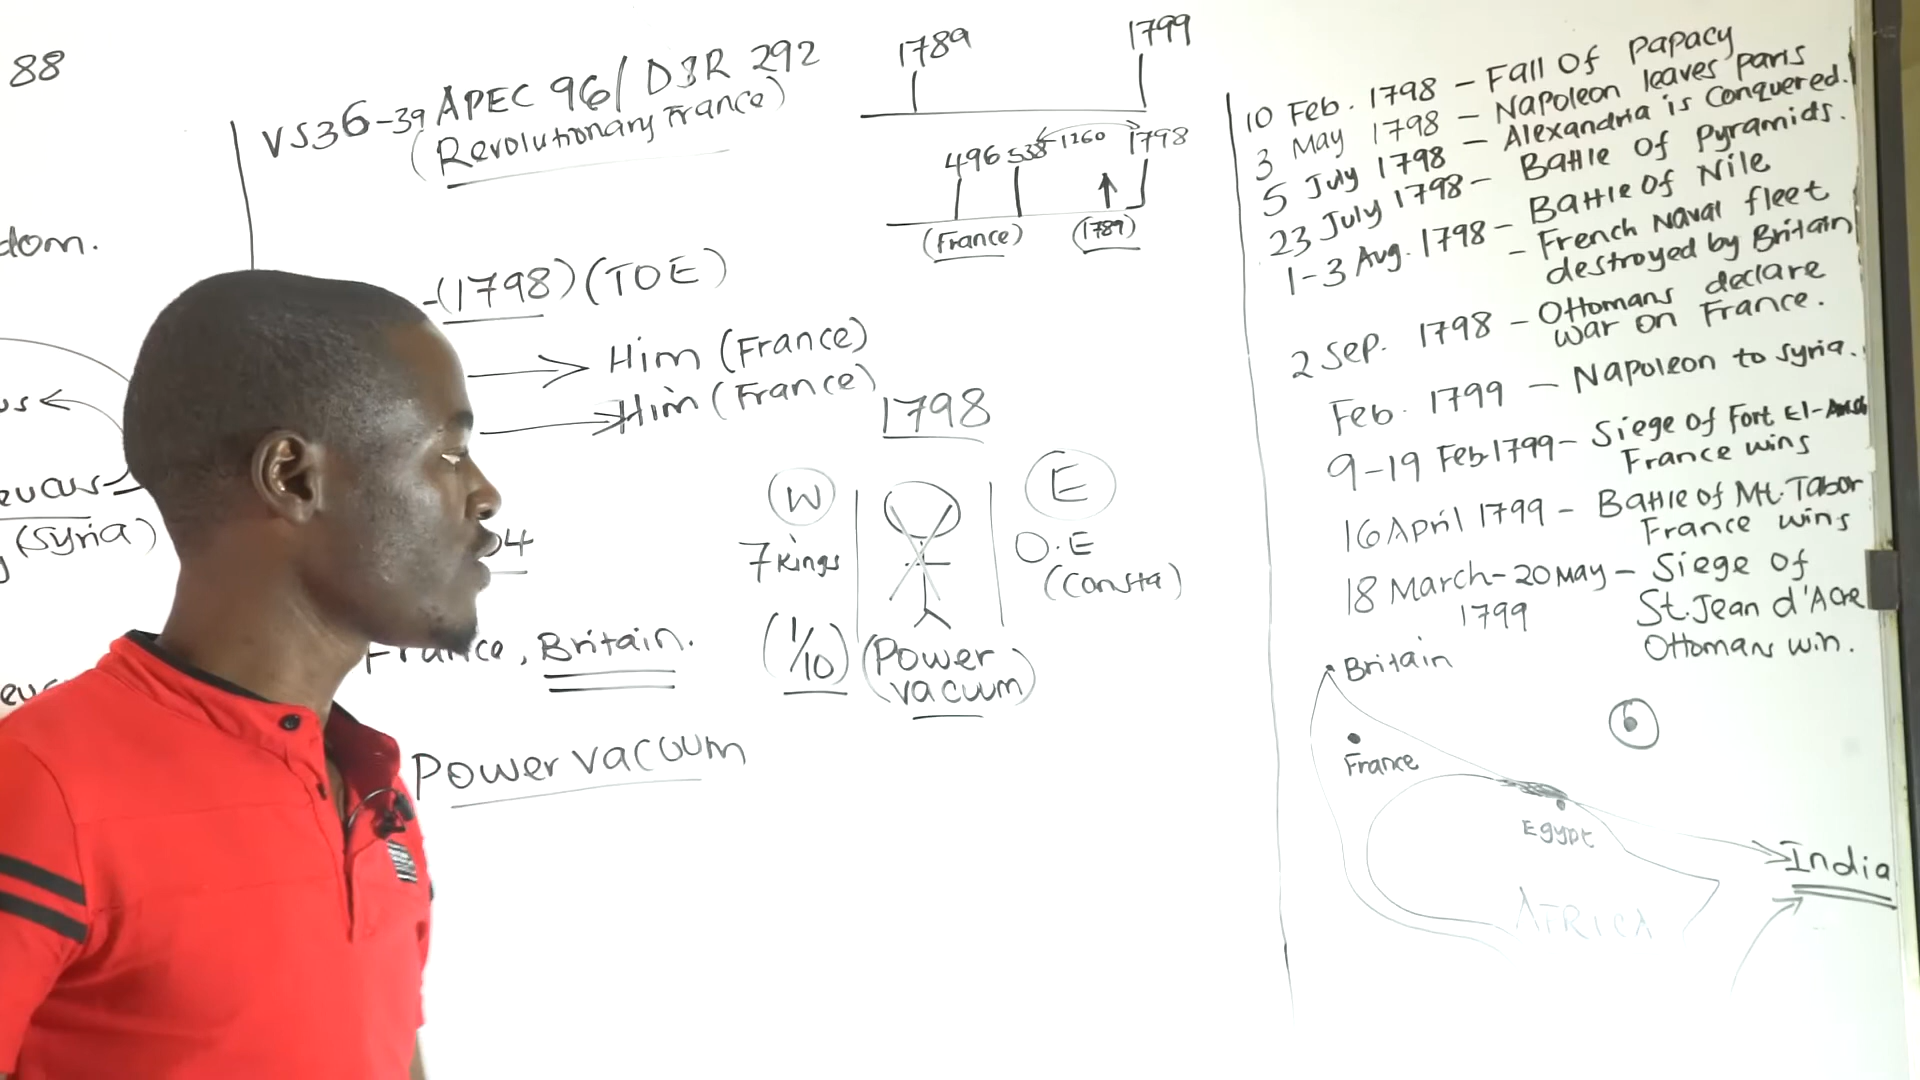 88
dom.
(Syria)
VS36-39 APEC 96/ D3R 292
(Revolutionary France)
1789
1799
496 538 1260 1798
(France)
(1789)
-(1798) (TOE)
Him (France)
Him (France)
1798
W
E
7 kings
O.E
(Consta)
(1/10)
(Power
vacuum)
France, Britain.
Power vacuum
10 Feb. 1798 - Fall Of Papacy
3 May 1798 - Napoleon leaves paris
5 July 1798 - Alexandria is Conquered.
23 July 1798 - Battle of Pyramids.
1-3 Aug. 1798 - Battle Of Nile
- French Naval fleet
destroyed by Britain
2 Sep. 1798 - Ottomans declare
war on France.
Feb. 1799 - Napoleon to Syria.
9-19 Feb 1799- Siege of Fort El-Arish
France wins
16 April 1799 - Battle of Mt. Tabor
France wins
18 March-20 May - Siege of
1799 St. Jean d'Acre
Ottomans win.
Britain
6
France
Egypt
India
AFRICA